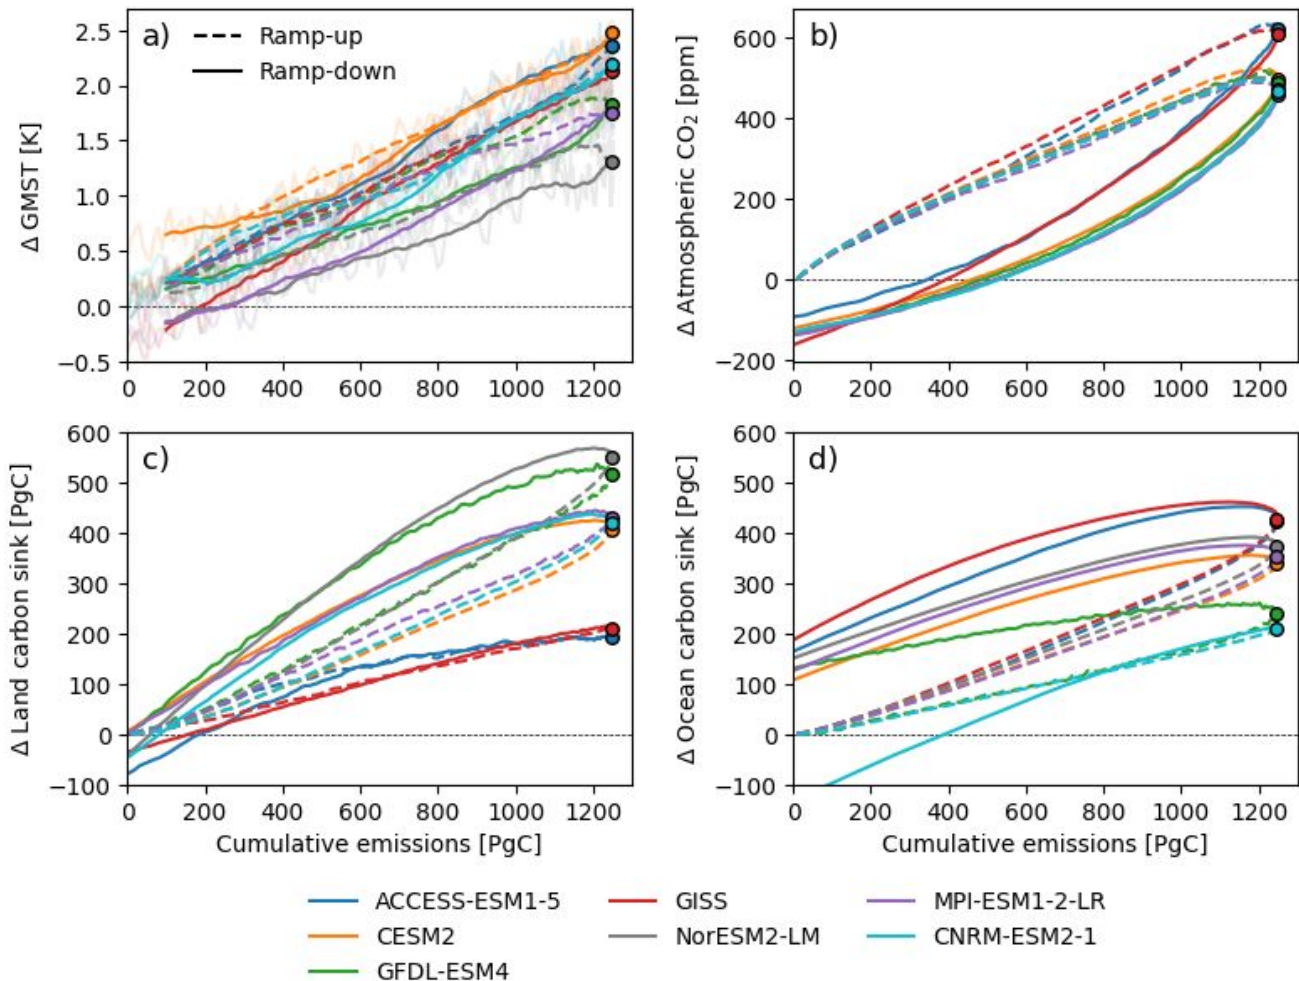 a)
Ramp-up
Ramp-down
Δ GMST [K]
2.5
2.0
1.5
1.0
0.5
0.0
−0.5
0 200 400 600 800 1000 1200
b)
Δ Atmospheric CO₂ [ppm]
600
400
200
0
−200
0 200 400 600 800 1000 1200
c)
Δ Land carbon sink [PgC]
600
500
400
300
200
100
0
−100
0 200 400 600 800 1000 1200
Cumulative emissions [PgC]
d)
Δ Ocean carbon sink [PgC]
600
500
400
300
200
100
0
−100
0 200 400 600 800 1000 1200
Cumulative emissions [PgC]
ACCESS-ESM1-5
CESM2
GFDL-ESM4
GISS
NorESM2-LM
MPI-ESM1-2-LR
CNRM-ESM2-1